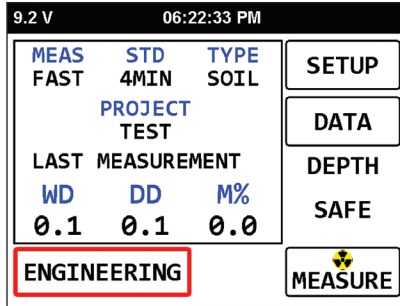 9.2 V 06:22:33 PM
MEAS STD TYPE
FAST 4MIN SOIL
PROJECT
TEST
LAST MEASUREMENT
WD DD M%
0.1 0.1 0.0
ENGINEERING
SETUP
DATA
DEPTH
SAFE
MEASURE